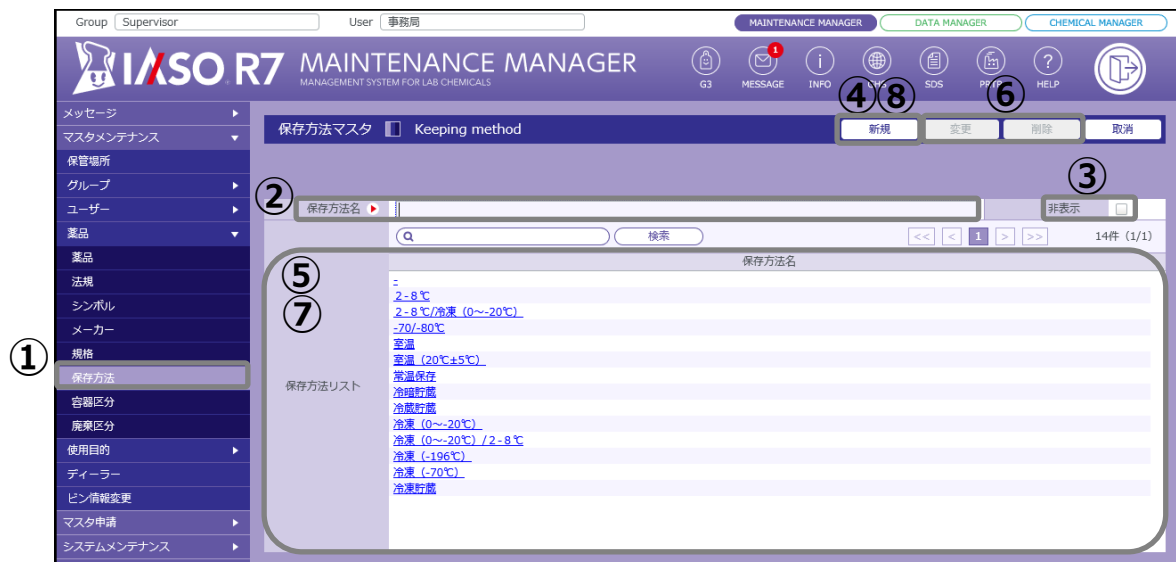 Group Supervisor User 事務局 MAINTENANCE MANAGER DATA MANAGER CHEMICAL MANAGER
IASO R7 MAINTENANCE MANAGER
MANAGEMENT SYSTEM FOR LAB CHEMICALS
1
G3 MESSAGE INFO SDS PRTR HELP
④ ⑧ ⑥
メッセージ
マスタメンテナンス
保管場所
グループ
ユーザー
薬品
薬品
法規
シンボル
メーカー
規格
① 保存方法
容器区分
廃棄区分
使用目的
ディーラー
ビン情報変更
マスタ申請
システムメンテナンス
保存方法マスタ Keeping method 新規 変更 削除 取消
② ③
保存方法名 非表示
検索 << < 1 > >> 14件 (1/1)
保存方法名
⑤
⑦
保存方法リスト
-
2-8℃
2-8℃/冷凍（0～-20℃）
-70/-80℃
室温
室温（20℃±5℃）
常温保存
冷暗貯蔵
冷蔵貯蔵
冷凍（0～-20℃）
冷凍（0～-20℃）/2-8℃
冷凍（-196℃）
冷凍（-70℃）
冷凍貯蔵